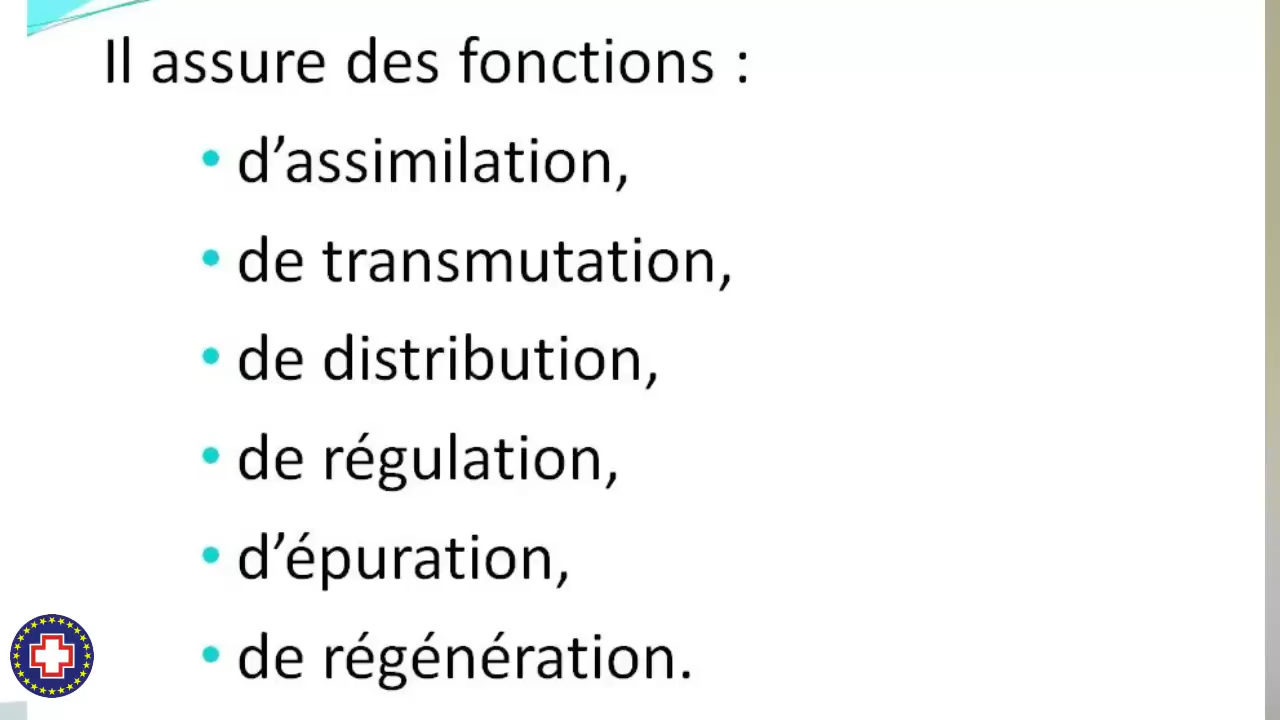 Il assure des fonctions :
• d’assimilation,
• de transmutation,
• de distribution,
• de régulation,
• d’épuration,
• de régénération.